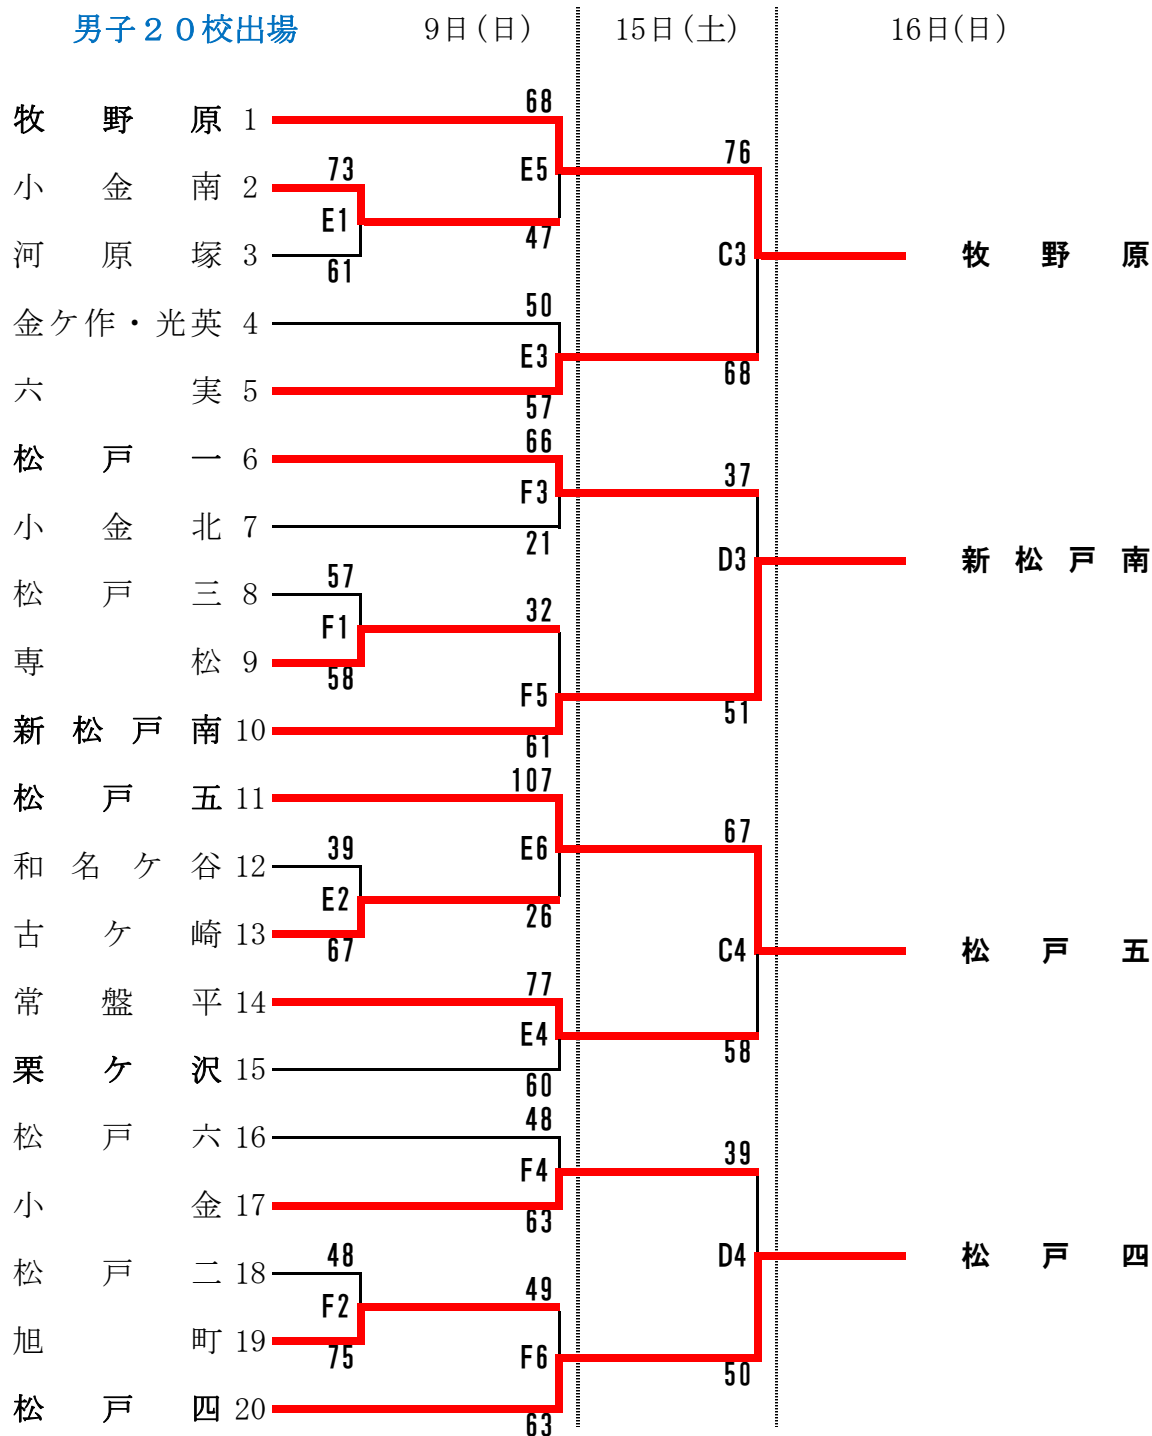 男子２０校出場 9日(日) 15日(土) 16日(日)
68
牧野原 1
76
73 E5
小金南 2
E1
47
河原塚 3 C3 牧野原
61
50
金ケ作・光英 4
E3
68
六実 5
57
66
松戸一 6
37
F3
小金北 7
21
D3 新松戸南
57
松戸三 8
32
F1
専松 9
58
F5
51
新松戸南 10
61
107
松戸五 11
67
39 E6
和名ケ谷 12
E2
26
古ケ崎 13
67 C4 松戸五
77
常盤平 14
E4
58
栗ケ沢 15
60
48
松戸六 16
39
F4
小金 17
63
48 D4 松戸四
松戸二 18
49
F2
旭町 19
75 F6
50
松戸四 20
63